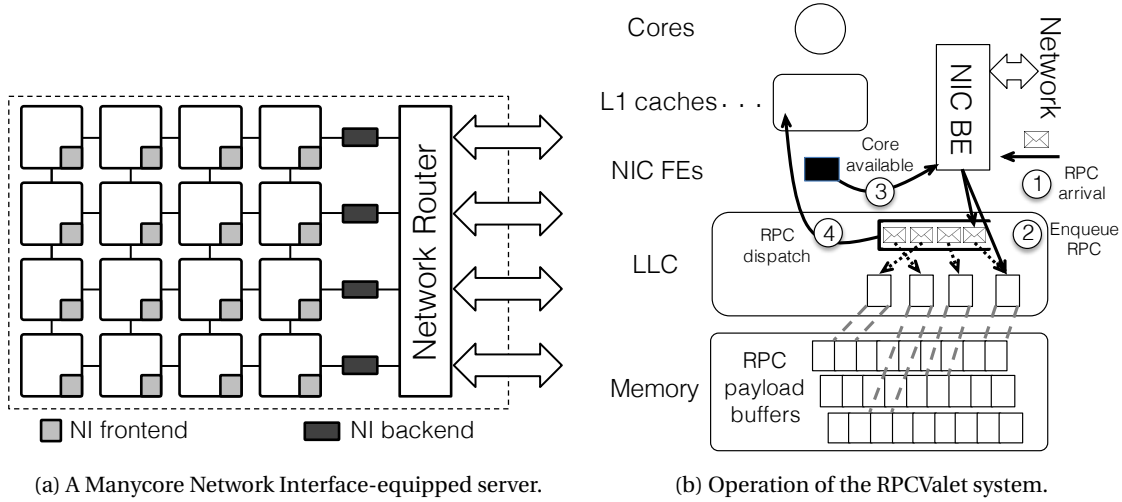 Network Router
NI frontend
NI backend
(a) A Manycore Network Interface-equipped server.
Cores
L1 caches
. . .
NIC FEs
LLC
Memory
NIC BE
Network
Core
available
3
1
RPC
arrival
RPC
dispatch
4
2
Enqueue
RPC
RPC
payload
buffers
(b) Operation of the RPCValet system.